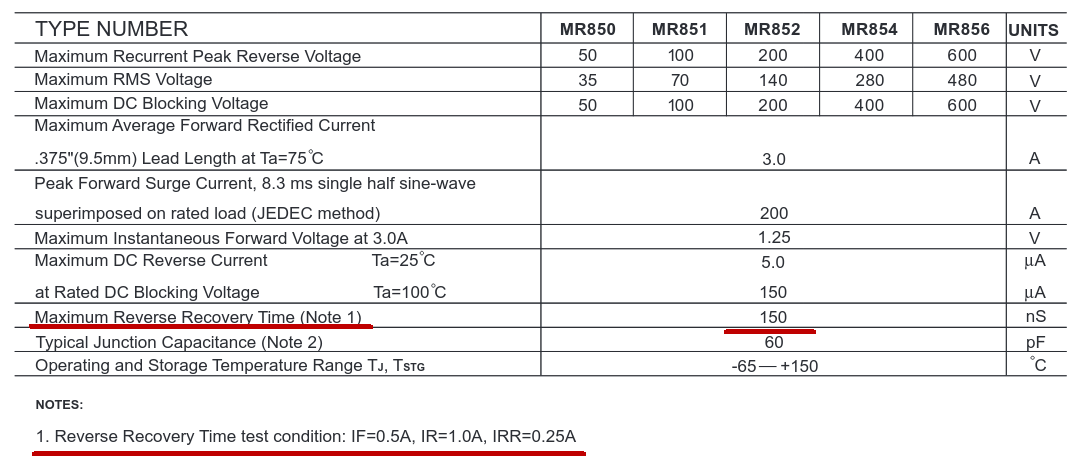 TYPE NUMBER MR850 MR851 MR852 MR854 MR856 UNITS
Maximum Recurrent Peak Reverse Voltage 50 100 200 400 600 V
Maximum RMS Voltage 35 70 140 280 480 V
Maximum DC Blocking Voltage 50 100 200 400 600 V
Maximum Average Forward Rectified Current
.375"(9.5mm) Lead Length at Ta=75°C 3.0 A
Peak Forward Surge Current, 8.3 ms single half sine-wave
superimposed on rated load (JEDEC method) 200 A
Maximum Instantaneous Forward Voltage at 3.0A 1.25 V
Maximum DC Reverse Current Ta=25°C 5.0 µA
at Rated DC Blocking Voltage Ta=100°C 150 µA
Maximum Reverse Recovery Time (Note 1) 150 nS
Typical Junction Capacitance (Note 2) 60 pF
Operating and Storage Temperature Range TJ, TSTG -65—+150 °C
NOTES:
1. Reverse Recovery Time test condition: IF=0.5A, IR=1.0A, IRR=0.25A